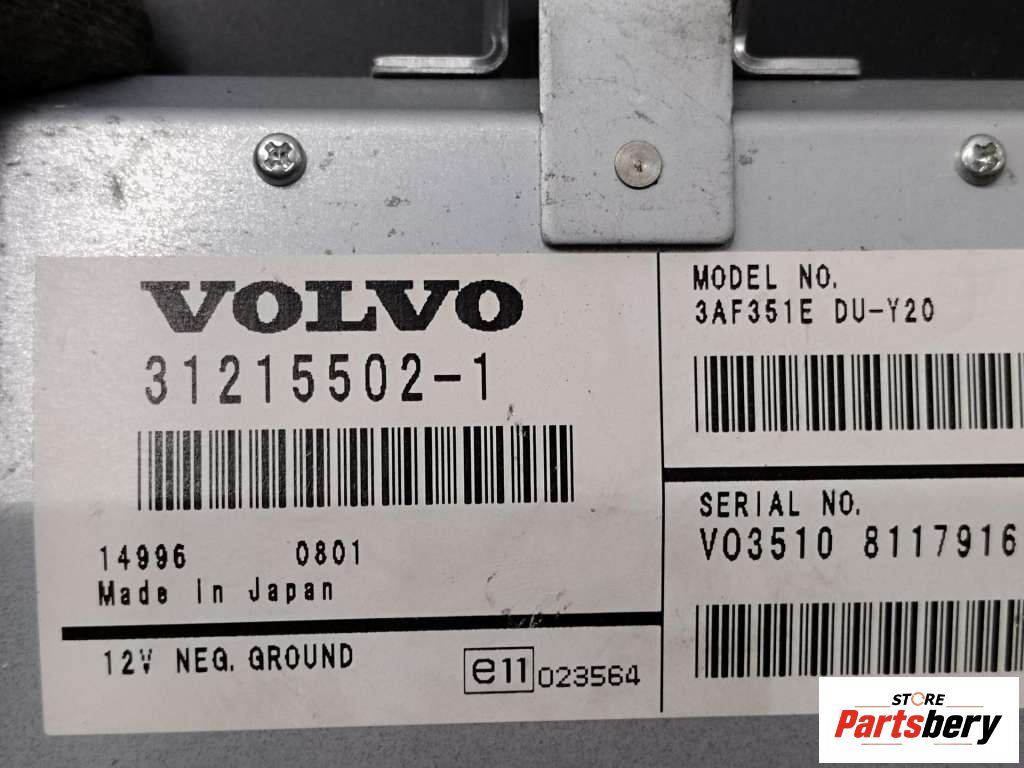 VOLVO
31215502-1
14996 0801
Made In Japan
12V NEG. GROUND
e11 023564
MODEL NO.
3AF351E DU-Y20
SERIAL NO.
V03510 8117916
STORE
Partsbery